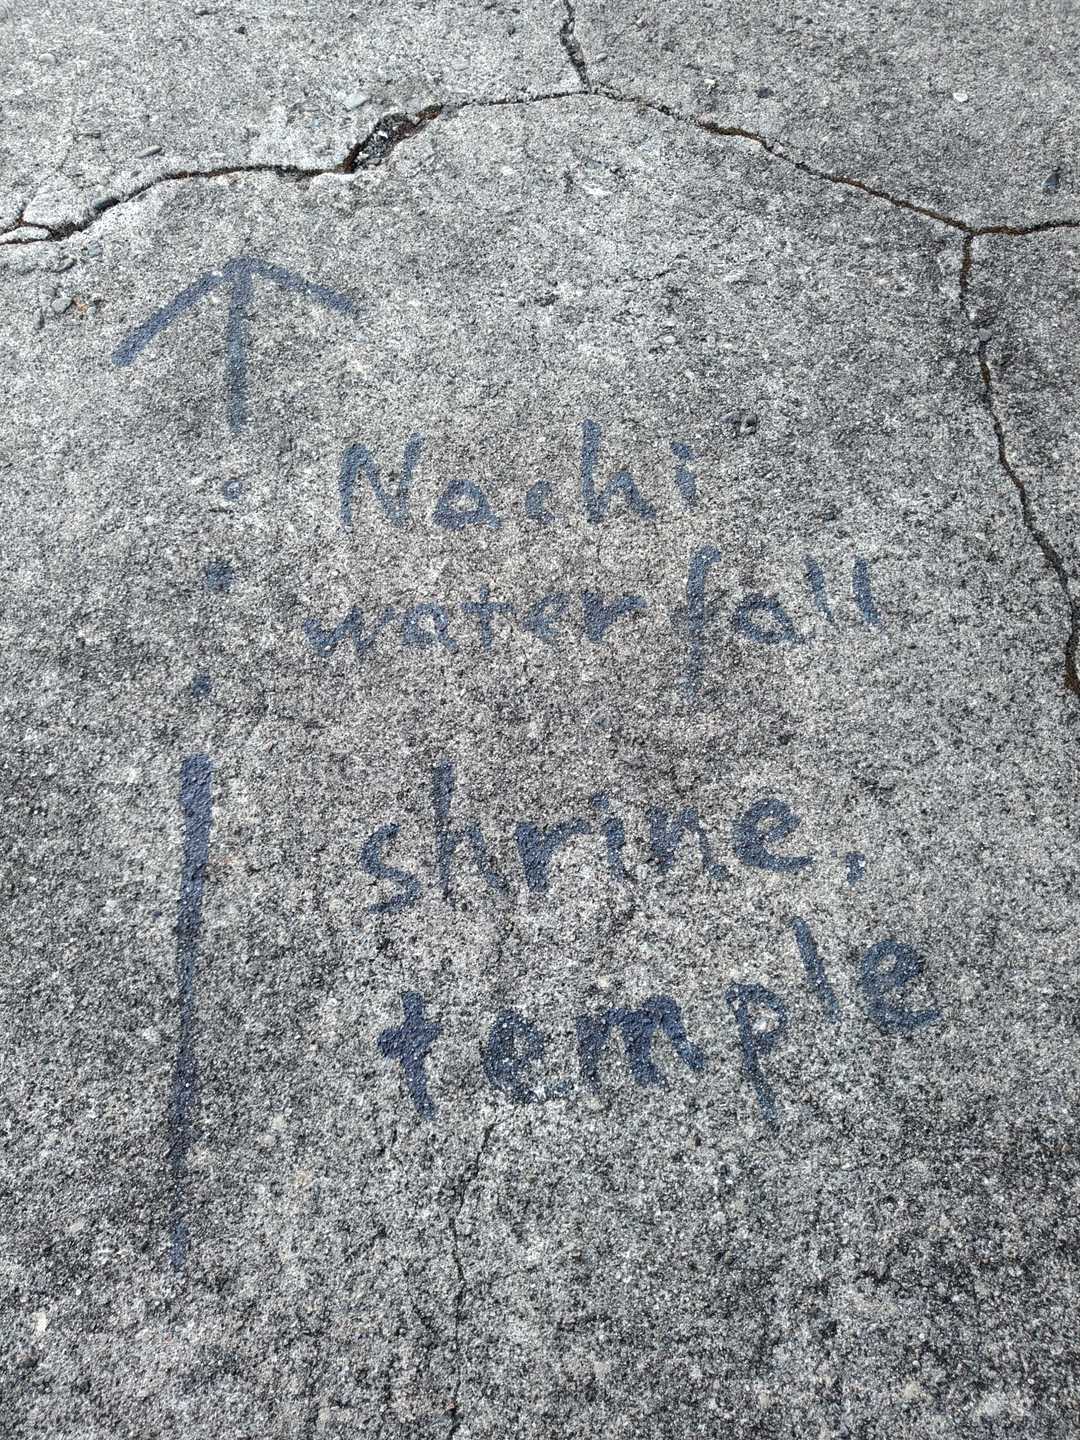 Nachi
waterfall
shrine,
temple